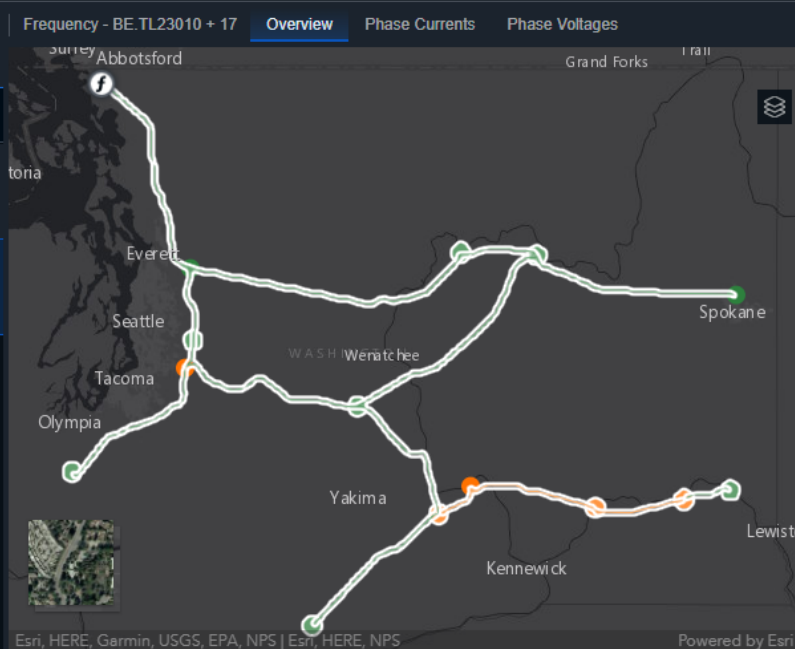 Frequency - BE.TL23010 + 17 Overview Phase Currents Phase Voltages
Surrey Abbotsford
Trail
Grand Forks
toria
Everett
Spokane
Seattle
WASHINGTON
Wenatchee
Tacoma
Olympia
Yakima
Lewist
Kennewick
Esri, HERE, Garmin, USGS, EPA, NPS | Esri, HERE, NPS Powered by Esri